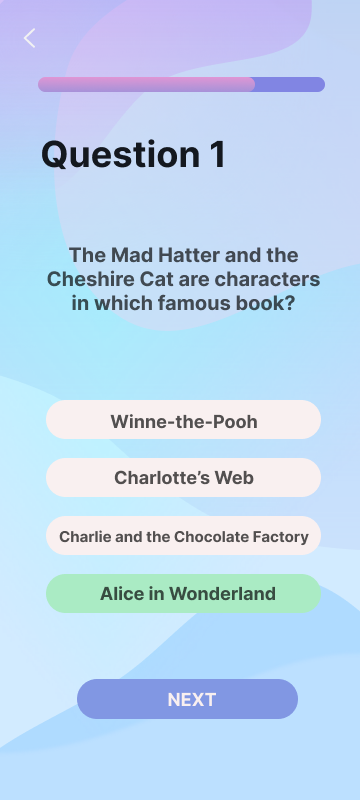 Question 1
The Mad Hatter and the
Cheshire Cat are characters
in which famous book?
Winne-the-Pooh
Charlotte’s Web
Charlie and the Chocolate Factory
Alice in Wonderland
NEXT